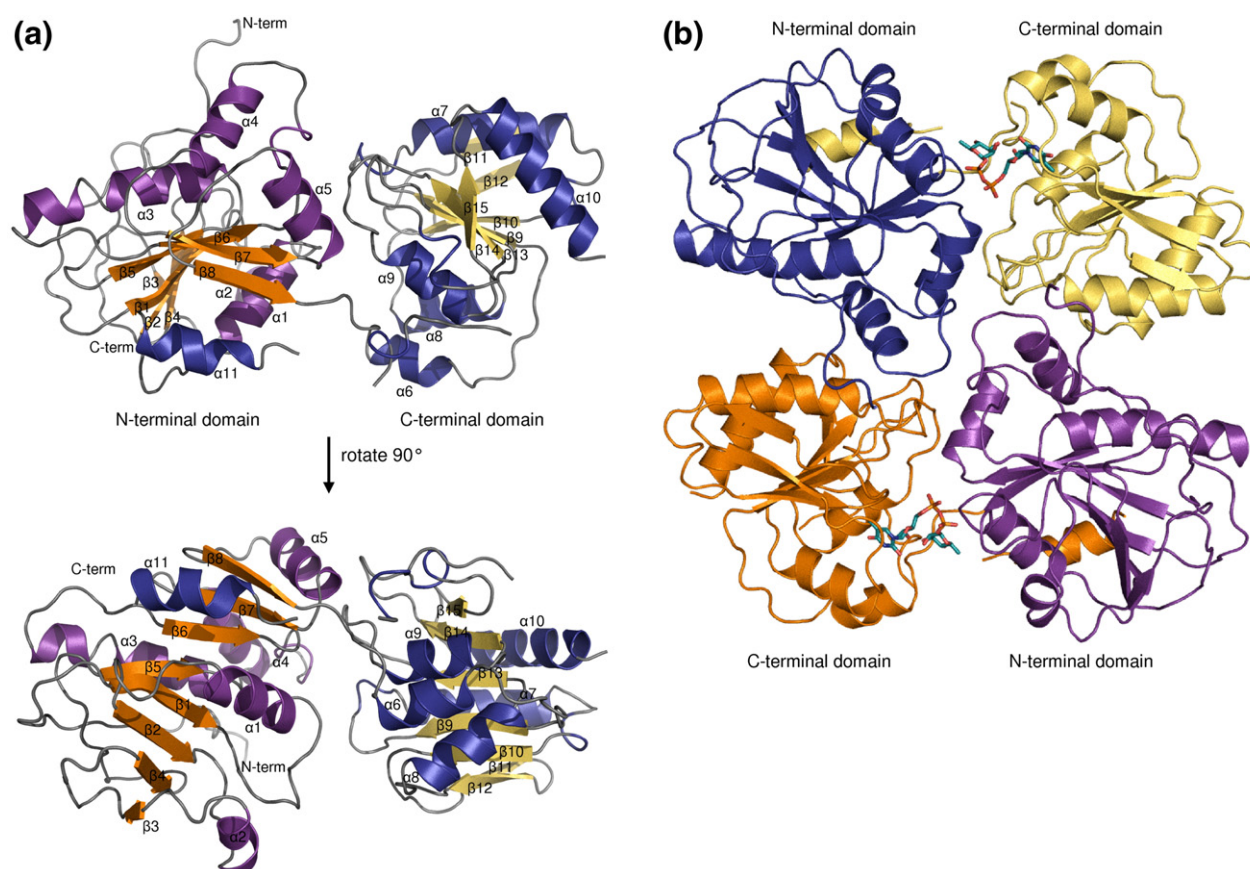 (a)
N-term
α4
α7
β11
α5
β12
α3
α10
β15
β6
β10
β7
β9
β5
β14
β13
β3
β8
α9
α2
β1
α1
β2
β4
C-term
α8
α11
α6
N-terminal domain
C-terminal domain
rotate 90°
α5
β8
C-term
α11
β15
β7
α10
α9
β14
β6
α3
α4
β5
β13
α7
β1
α6
α1
β2
β9
β10
N-term
β11
β4
α8
β12
β3
α2
(b)
N-terminal domain
C-terminal domain
C-terminal domain
N-terminal domain